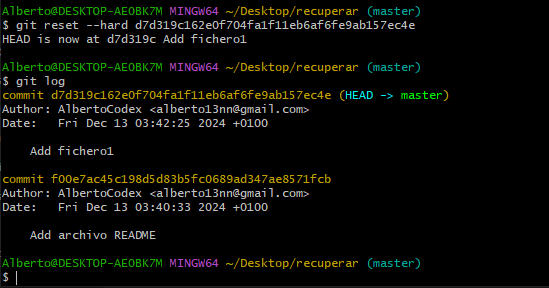 Alberto@DESKTOP-AEOBK7M MINGW64 ~/Desktop/recuperar (master)
$ git reset --hard d7d319c162e0f704fa1f11eb6af6fe9ab157ec4e
HEAD is now at d7d319c Add fichero1
Alberto@DESKTOP-AEOBK7M MINGW64 ~/Desktop/recuperar (master)
$ git log
commit d7d319c162e0f704fa1f11eb6af6fe9ab157ec4e (HEAD -> master)
Author: AlbertoCodex <alberto13nn@gmail.com>
Date:   Fri Dec 13 03:42:25 2024 +0100
    Add fichero1
commit f00e7ac45c198d5d83b5fc0689ad347ae8571fcb
Author: AlbertoCodex <alberto13nn@gmail.com>
Date:   Fri Dec 13 03:40:33 2024 +0100
    Add archivo README
Alberto@DESKTOP-AEOBK7M MINGW64 ~/Desktop/recuperar (master)
$